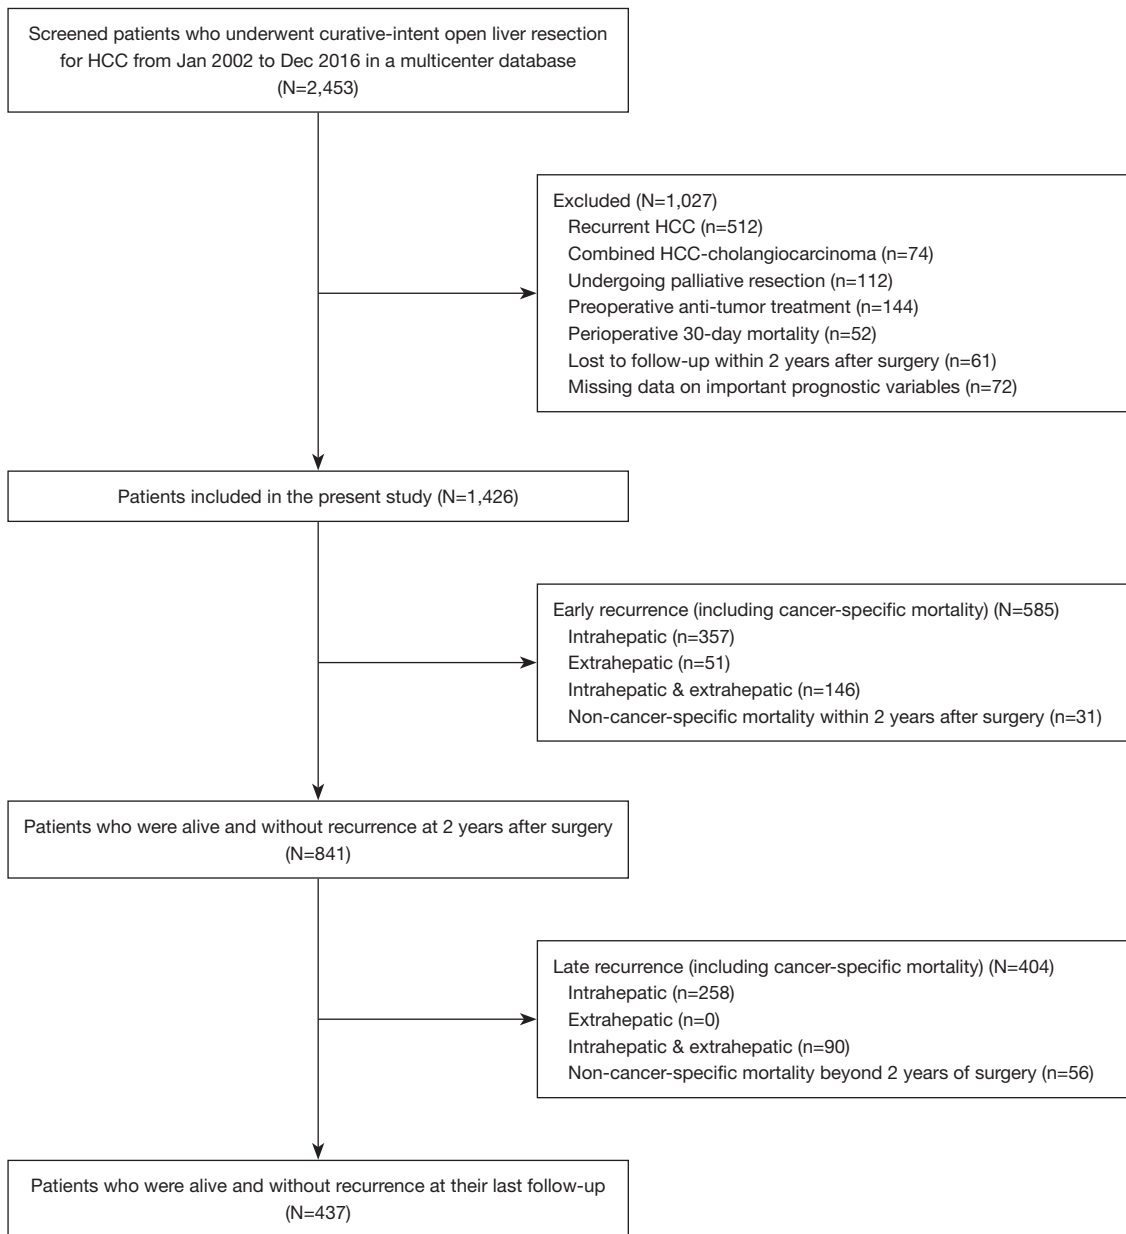 Screened patients who underwent curative-intent open liver resection
for HCC from Jan 2002 to Dec 2016 in a multicenter database
(N=2,453)
Excluded (N=1,027)
Recurrent HCC (n=512)
Combined HCC-cholangiocarcinoma (n=74)
Undergoing palliative resection (n=112)
Preoperative anti-tumor treatment (n=144)
Perioperative 30-day mortality (n=52)
Lost to follow-up within 2 years after surgery (n=61)
Missing data on important prognostic variables (n=72)
Patients included in the present study (N=1,426)
Early recurrence (including cancer-specific mortality) (N=585)
Intrahepatic (n=357)
Extrahepatic (n=51)
Intrahepatic & extrahepatic (n=146)
Non-cancer-specific mortality within 2 years after surgery (n=31)
Patients who were alive and without recurrence at 2 years after surgery
(N=841)
Late recurrence (including cancer-specific mortality) (N=404)
Intrahepatic (n=258)
Extrahepatic (n=0)
Intrahepatic & extrahepatic (n=90)
Non-cancer-specific mortality beyond 2 years of surgery (n=56)
Patients who were alive and without recurrence at their last follow-up
(N=437)